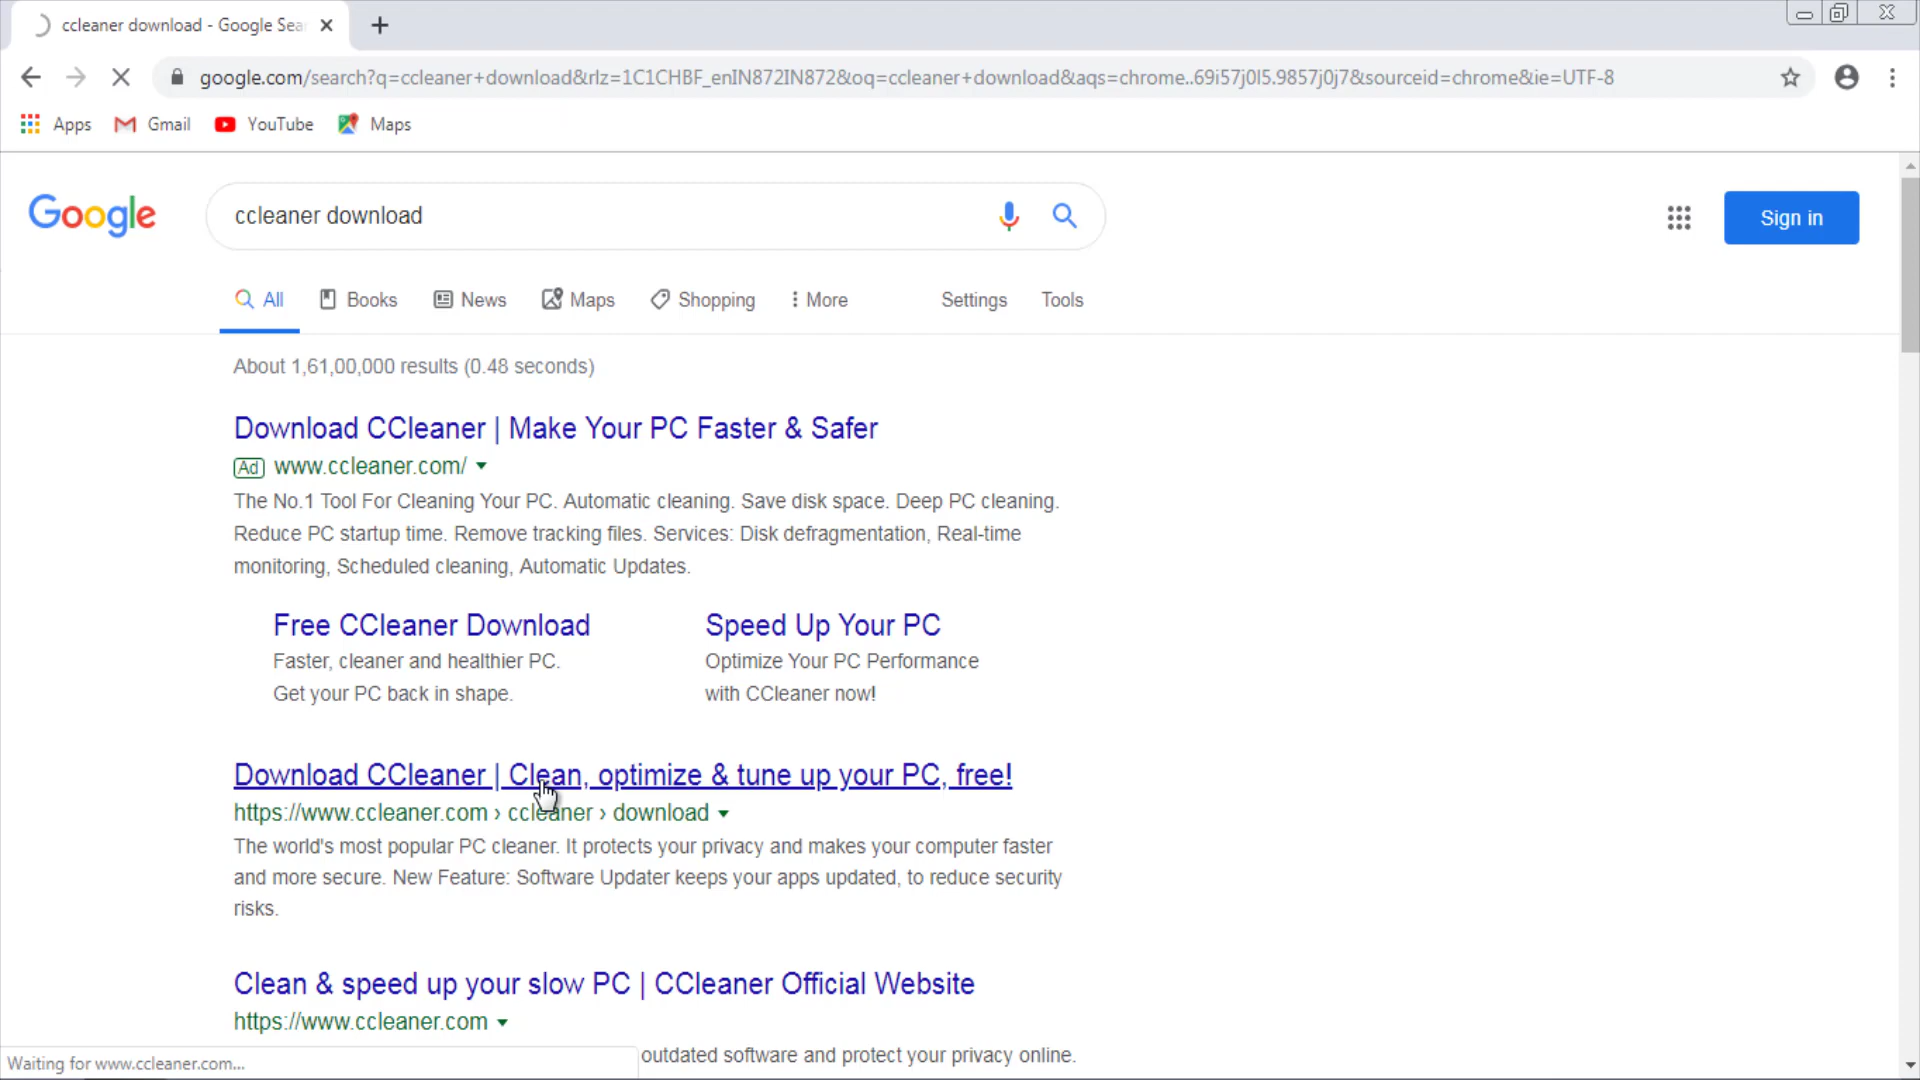 ccleaner download - Google Sea
google.com/search?q=ccleaner+download&rlz=1C1CHBF_enIN872IN872&oq=ccleaner+download&aqs=chrome..69i57j0l5.9857j0j7&sourceid=chrome&ie=UTF-8
Apps Gmail YouTube Maps
Google ccleaner download Sign in
All Books News Maps Shopping More Settings Tools
About 1,61,00,000 results (0.48 seconds)
Download CCleaner | Make Your PC Faster & Safer
Ad www.ccleaner.com/
The No.1 Tool For Cleaning Your PC. Automatic cleaning. Save disk space. Deep PC cleaning.
Reduce PC startup time. Remove tracking files. Services: Disk defragmentation, Real-time
monitoring, Scheduled cleaning, Automatic Updates.
Free CCleaner Download Speed Up Your PC
Faster, cleaner and healthier PC. Optimize Your PC Performance
Get your PC back in shape. with CCleaner now!
Download CCleaner | Clean, optimize & tune up your PC, free!
https://www.ccleaner.com › ccleaner › download
The world's most popular PC cleaner. It protects your privacy and makes your computer faster
and more secure. New Feature: Software Updater keeps your apps updated, to reduce security
risks.
Clean & speed up your slow PC | CCleaner Official Website
https://www.ccleaner.com
outdated software and protect your privacy online.
Waiting for www.ccleaner.com...